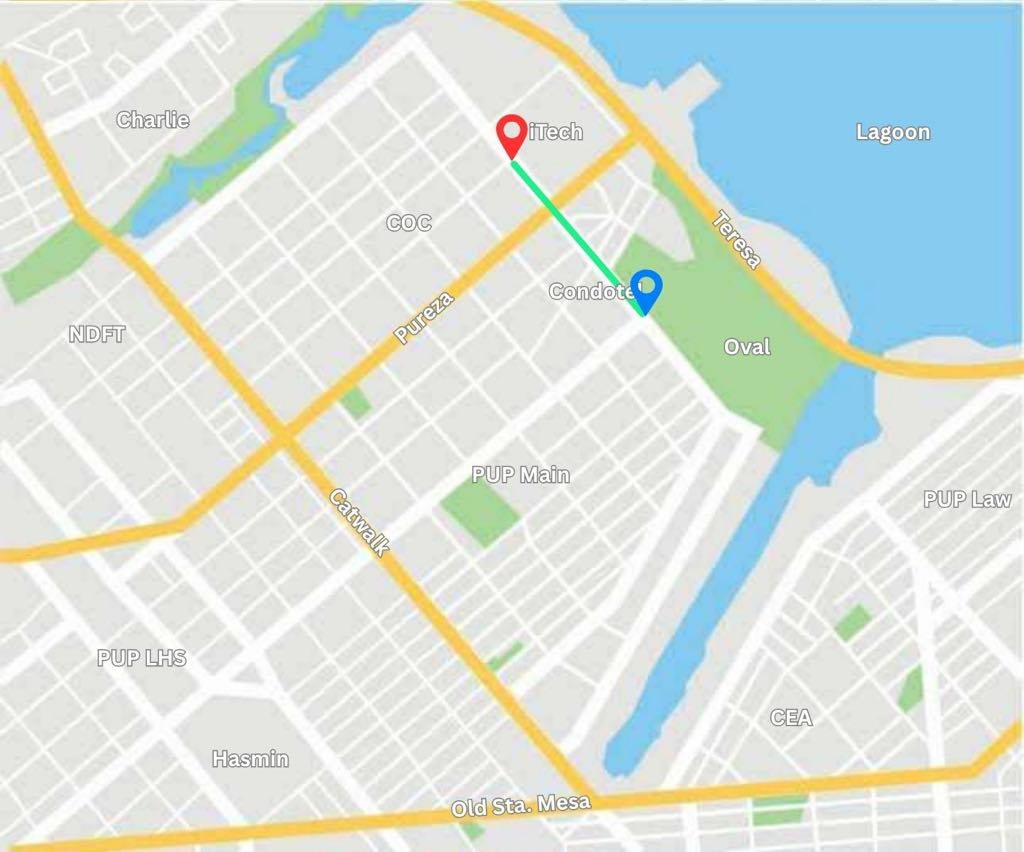 Charlie
iTech
Lagoon
COC
Teresa
Condotel
Pureza
NDFT
Oval
PUP Main
Catwalk
PUP Law
PUP LHS
CEA
Hasmin
Old Sta. Mesa